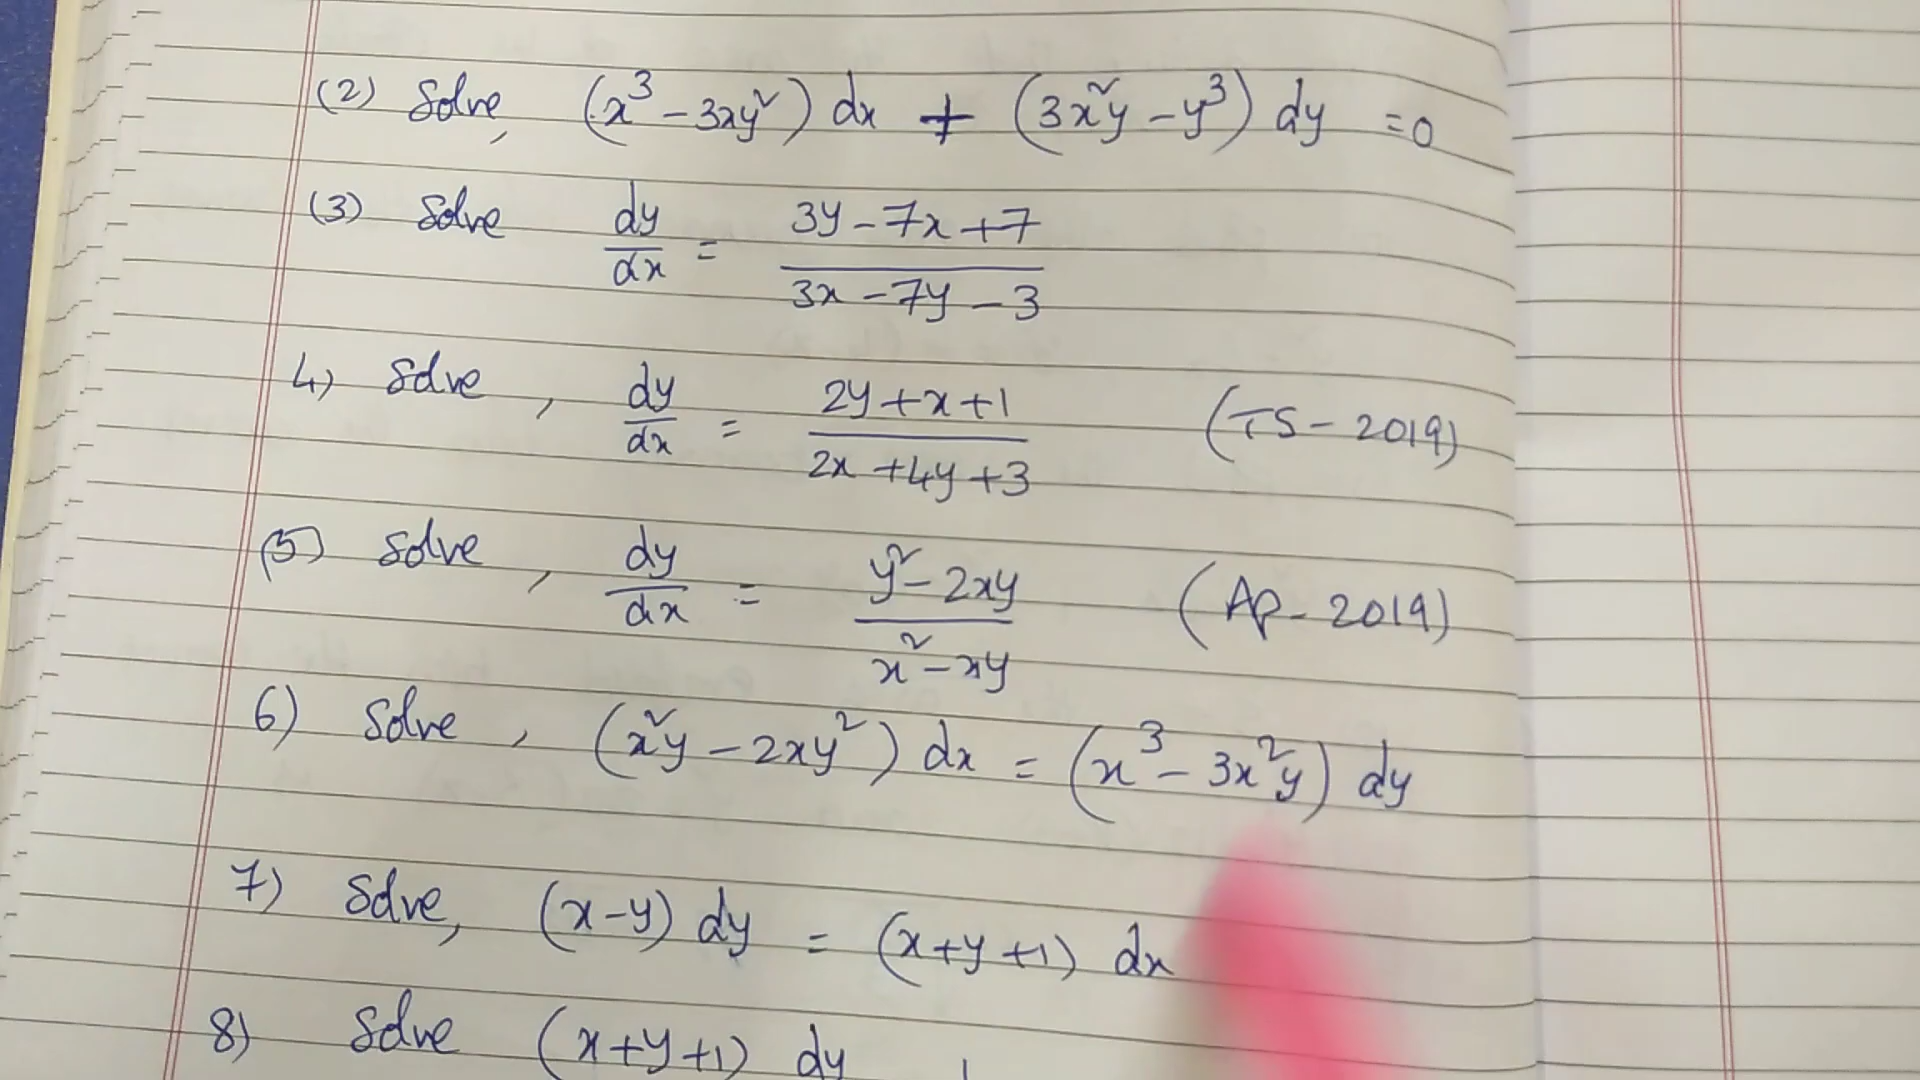 (2) Solve, (x³ - 3xy²) dx + (3x²y - y³) dy = 0
(3) Solve dy/dx = (3y - 7x + 7)/(3x - 7y - 3)
4) Solve, dy/dx = (2y + x + 1)/(2x + 4y + 3) (TS - 2019)
(5) Solve, dy/dx = (y² - 2xy)/(x² - xy) (AP - 2019)
6) Solve, (x²y - 2xy²) dx = (x³ - 3x²y) dy
7) Solve, (x - y) dy = (x + y + 1) dx
8) Solve (x + y + 1) dy